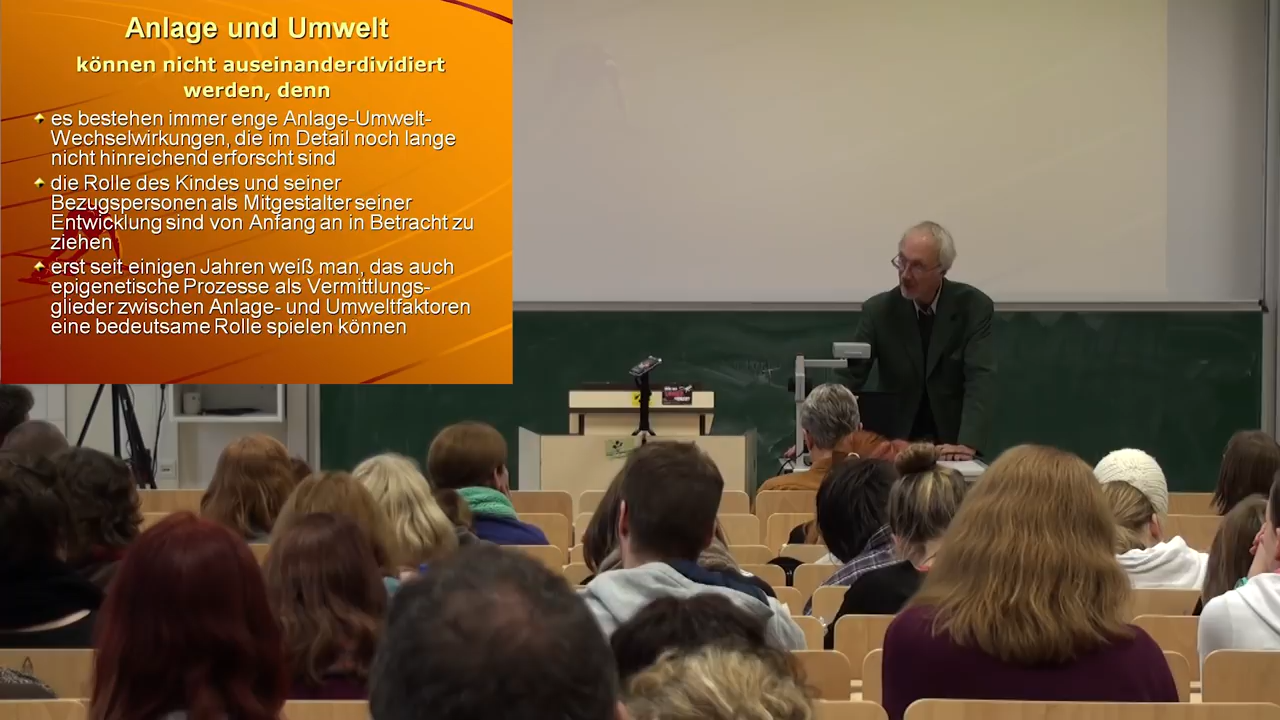 Anlage und Umwelt
können nicht auseinanderdividiert
werden, denn
es bestehen immer enge Anlage-Umwelt-
Wechselwirkungen, die im Detail noch lange
nicht hinreichend erforscht sind
die Rolle des Kindes und seiner
Bezugspersonen als Mitgestalter seiner
Entwicklung sind von Anfang an in Betracht zu
ziehen
erst seit einigen Jahren weiß man, das auch
epigenetische Prozesse als Vermittlungs-
glieder zwischen Anlage- und Umweltfaktoren
eine bedeutsame Rolle spielen können